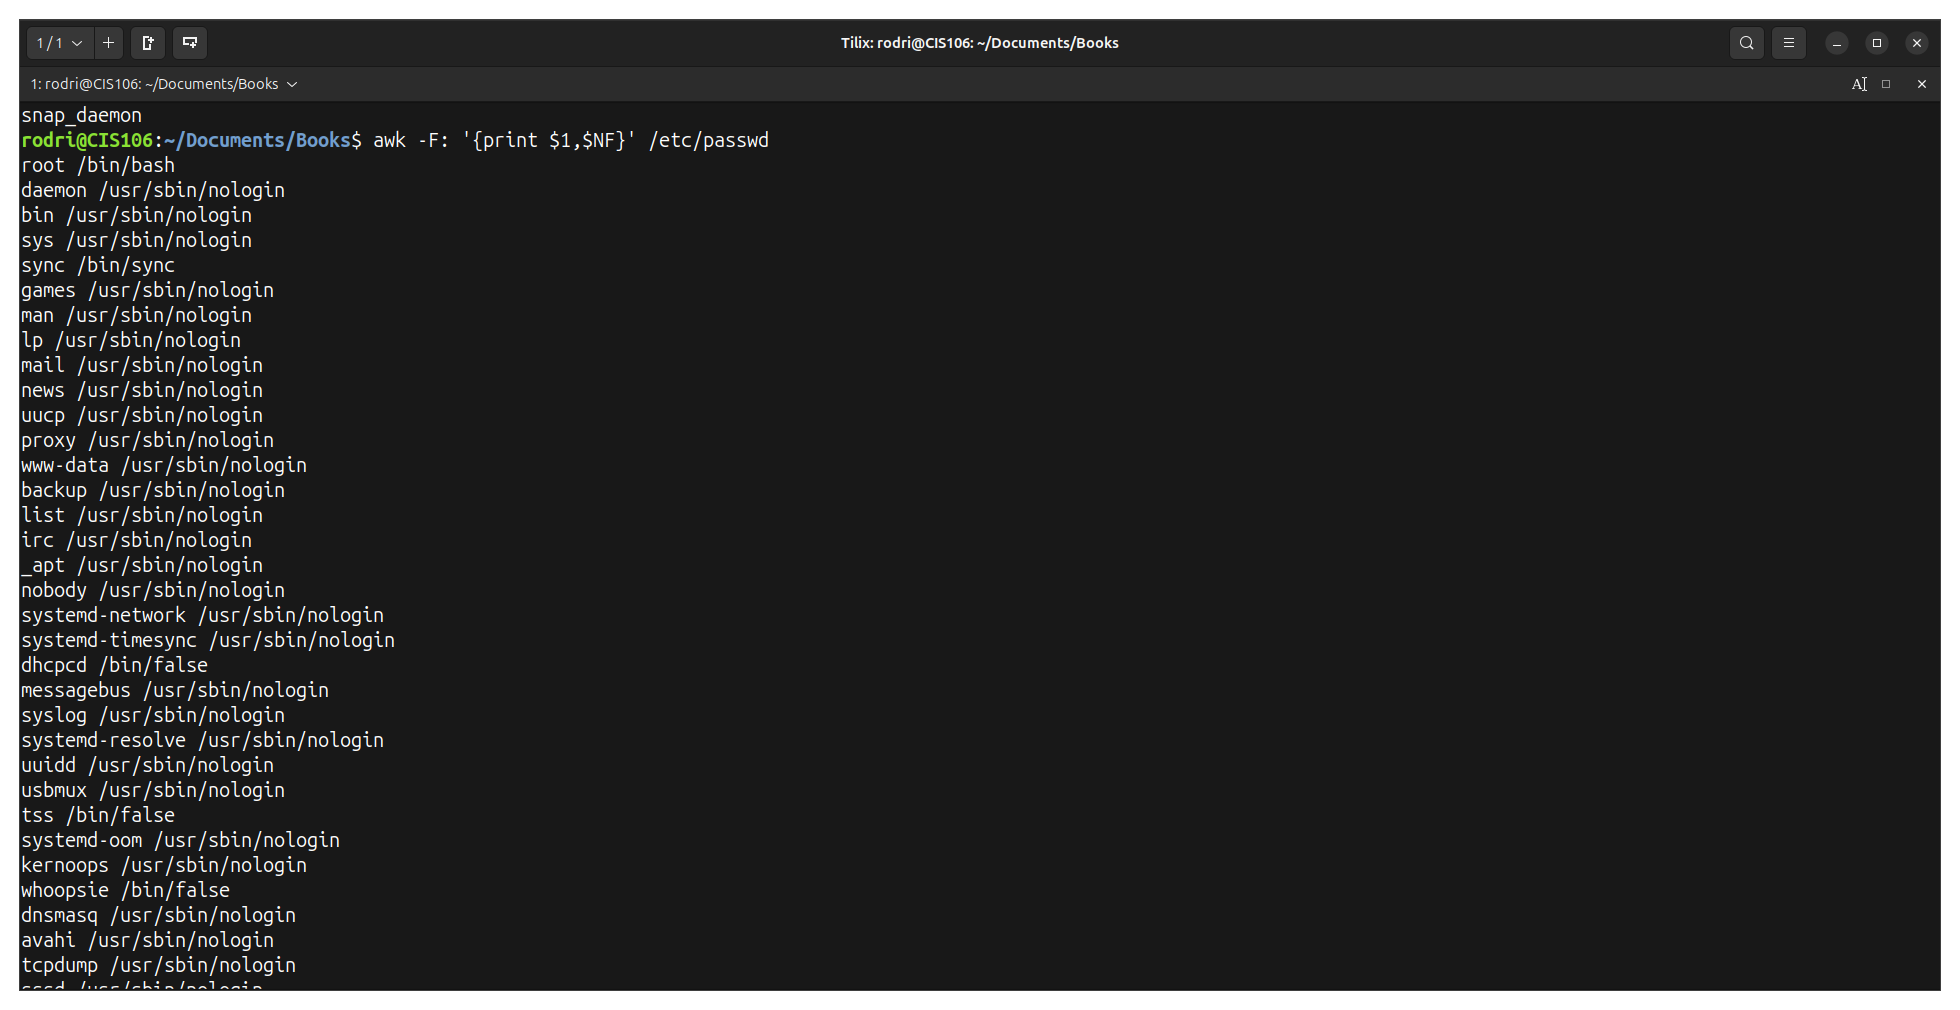 1 / 1
Tilix: rodri@CIS106: ~/Documents/Books
1: rodri@CIS106: ~/Documents/Books
snap_daemon
rodri@CIS106:~/Documents/Books$ awk -F: '{print $1,$NF}' /etc/passwd
root /bin/bash
daemon /usr/sbin/nologin
bin /usr/sbin/nologin
sys /usr/sbin/nologin
sync /bin/sync
games /usr/sbin/nologin
man /usr/sbin/nologin
lp /usr/sbin/nologin
mail /usr/sbin/nologin
news /usr/sbin/nologin
uucp /usr/sbin/nologin
proxy /usr/sbin/nologin
www-data /usr/sbin/nologin
backup /usr/sbin/nologin
list /usr/sbin/nologin
irc /usr/sbin/nologin
_apt /usr/sbin/nologin
nobody /usr/sbin/nologin
systemd-network /usr/sbin/nologin
systemd-timesync /usr/sbin/nologin
dhcpcd /bin/false
messagebus /usr/sbin/nologin
syslog /usr/sbin/nologin
systemd-resolve /usr/sbin/nologin
uuidd /usr/sbin/nologin
usbmux /usr/sbin/nologin
tss /bin/false
systemd-oom /usr/sbin/nologin
kernoops /usr/sbin/nologin
whoopsie /bin/false
dnsmasq /usr/sbin/nologin
avahi /usr/sbin/nologin
tcpdump /usr/sbin/nologin
/usr/sbin/nologin